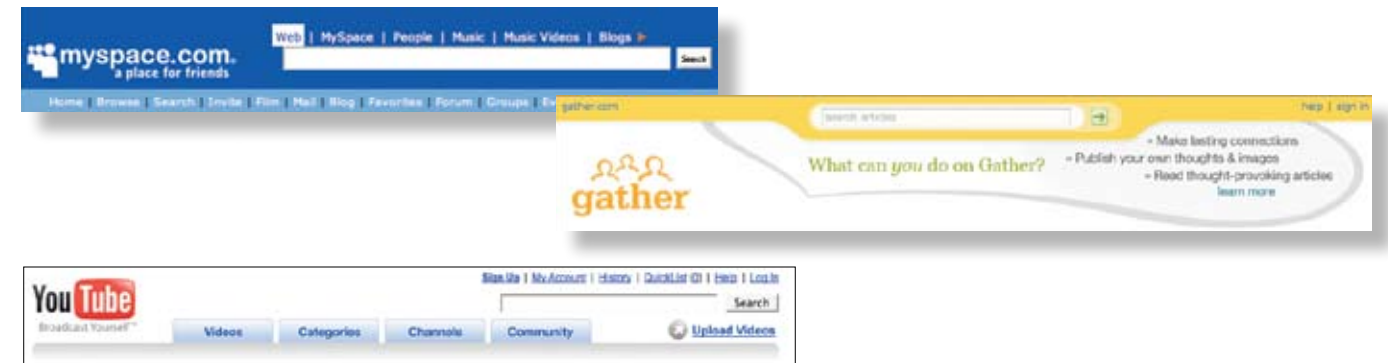 Web | MySpace | People | Music | Music Videos | Blogs
myspace.com.
a place for friends
Search
Home | Browse | Search | Invite | Film | Mail | Blog | Favorites | Forum | Groups |
gather.com
search articles
help | sign in
gather
What can you do on Gather?
- Make lasting connections
- Publish your own thoughts & images
- Read thought-provoking articles
learn more
Sign Up | My Account | History | QuickList (0) | Help | Log In
YouTube
Search
Broadcast Yourself™
Videos
Categories
Channels
Community
Upload Videos